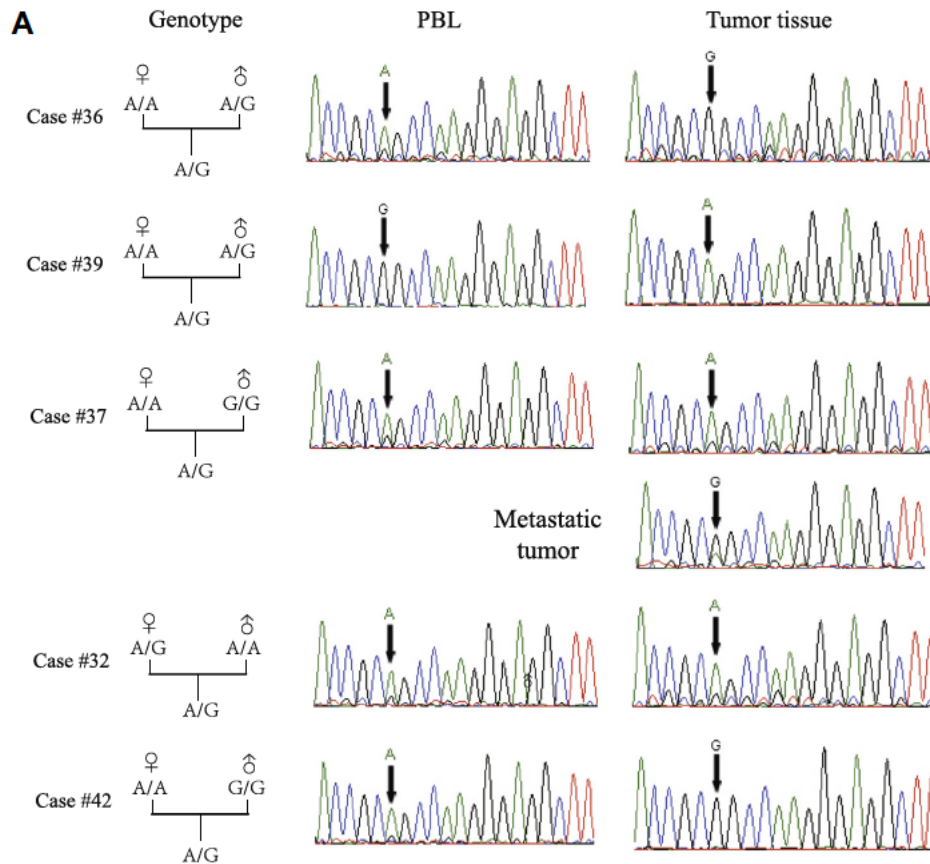 A
Genotype PBL Tumor tissue
Case #36
♀ ♂
A/A A/G
A/G
A
G
Case #39
♀ ♂
A/A A/G
A/G
G
A
Case #37
♀ ♂
A/A G/G
A/G
A
A
Metastatic
tumor
G
Case #32
♀ ♂
A/G A/A
A/G
A
♂
A
Case #42
♀ ♂
A/A G/G
A/G
A
G